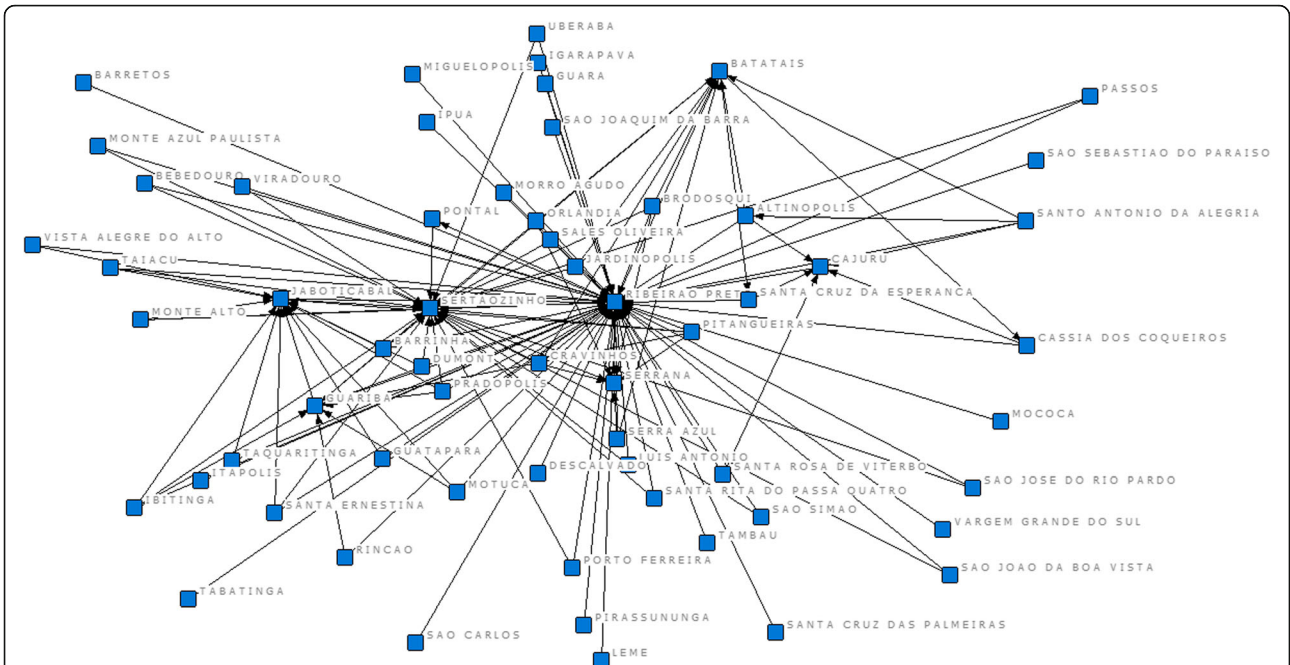 UBERABA
IGARAPAVA
MIGUELOPOLIS
BATATAIS
BARRETOS
GUARA
PASSOS
IPUA
SAO JOAQUIM DA BARRA
MONTE AZUL PAULISTA
SAO SEBASTIAO DO PARAISO
BEBEDOURO
VIRADOURO
MORRO AGUDO
BRODOSQUI
ALTINOPOLIS
PONTAL
ORLANDIA
SANTO ANTONIO DA ALEGRIA
SALES OLIVEIRA
VISTA ALEGRE DO ALTO
TAIACU
JARDINOPOLIS
CAJURU
JABOTICABAL
SERTAOZINHO
RIBEIRAO PRET
SANTA CRUZ DA ESPERANCA
MONTE ALTO
PITANGUEIRAS
CASSIA DOS COQUEIROS
BARRINHA
DUMONT
CRAVINHOS
SERRANA
PRADOPOLIS
GUARIBA
MOCOCA
SERRA AZUL
TAQUARITINGA
GUATAPARA
LUIS ANTONIO
ITAPOLIS
DESCALVADO
SANTA ROSA DE VITERBO
SAO JOSE DO RIO PARDO
MOTUCA
SANTA RITA DO PASSA QUATRO
IBITINGA
SANTA ERNESTINA
SAO SIMAO
VARGEM GRANDE DO SUL
TAMBAU
RINCAO
PORTO FERREIRA
SAO JOAO DA BOA VISTA
TABATINGA
PIRASSUNUNGA
SANTA CRUZ DAS PALMEIRAS
SAO CARLOS
LEME